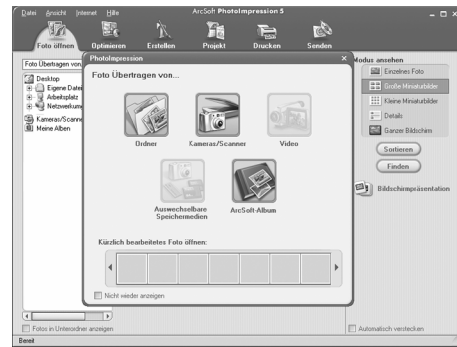 Datei Ansicht Internet Hilfe
ArcSoft PhotoImpression 5
Foto öffnen Optimieren Erstellen Projekt Drucken Senden
Foto Übertragen von
Desktop
Eigene Datei
Arbeitsplatz
Netzwerkum
Kameras/Scanne
Meine Alben
Fotos in Unterordner anzeigen
PhotoImpression
Foto Übertragen von...
Ordner Kameras/Scanner Video
Auswechselbare Speichermedien
ArcSoft-Album
Kürzlich bearbeitetes Foto öffnen:
Nicht wieder anzeigen
Modus ansehen
Einzelnes Foto
Große Miniaturbilder
Kleine Miniaturbilder
Details
Ganzer Bildschirm
Sortieren
Finden
Bildschirmpräsentation
Automatisch verstecken
Bereit